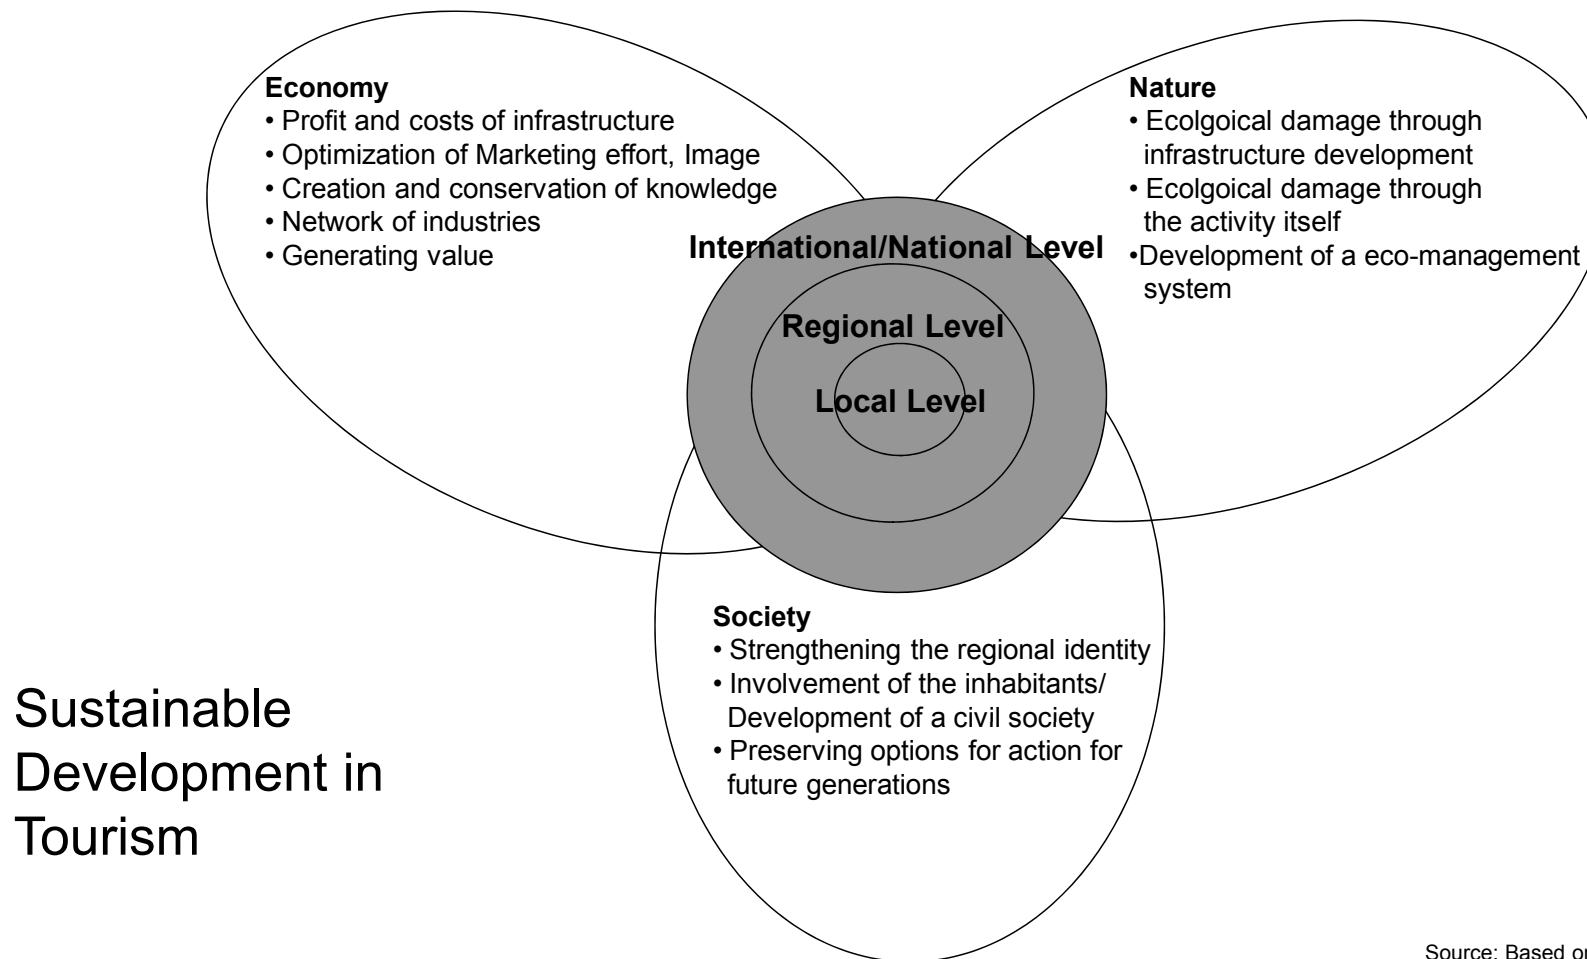 Economy
• Profit and costs of infrastructure
• Optimization of Marketing effort, Image
• Creation and conservation of knowledge
• Network of industries
• Generating value
Nature
• Ecolgoical damage through
infrastructure development
• Ecolgoical damage through
the activity itself
•Development of a eco-management
system
International/National Level
Regional Level
Local Level
Society
• Strengthening the regional identity
• Involvement of the inhabitants/
Development of a civil society
• Preserving options for action for
future generations
Sustainable
Development in
Tourism
Source: Based on